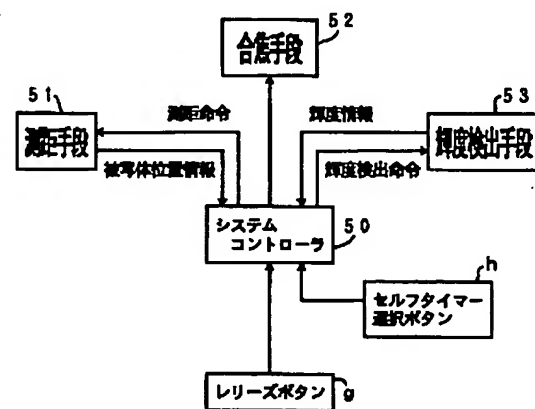 52
合焦手段
51
測距手段
測距命令
被写体位置情報
輝度情報
輝度検出命令
53
輝度検出手段
システム
コントローラ
50
h
セルフタイマー
選択ボタン
レリーズボタン
g